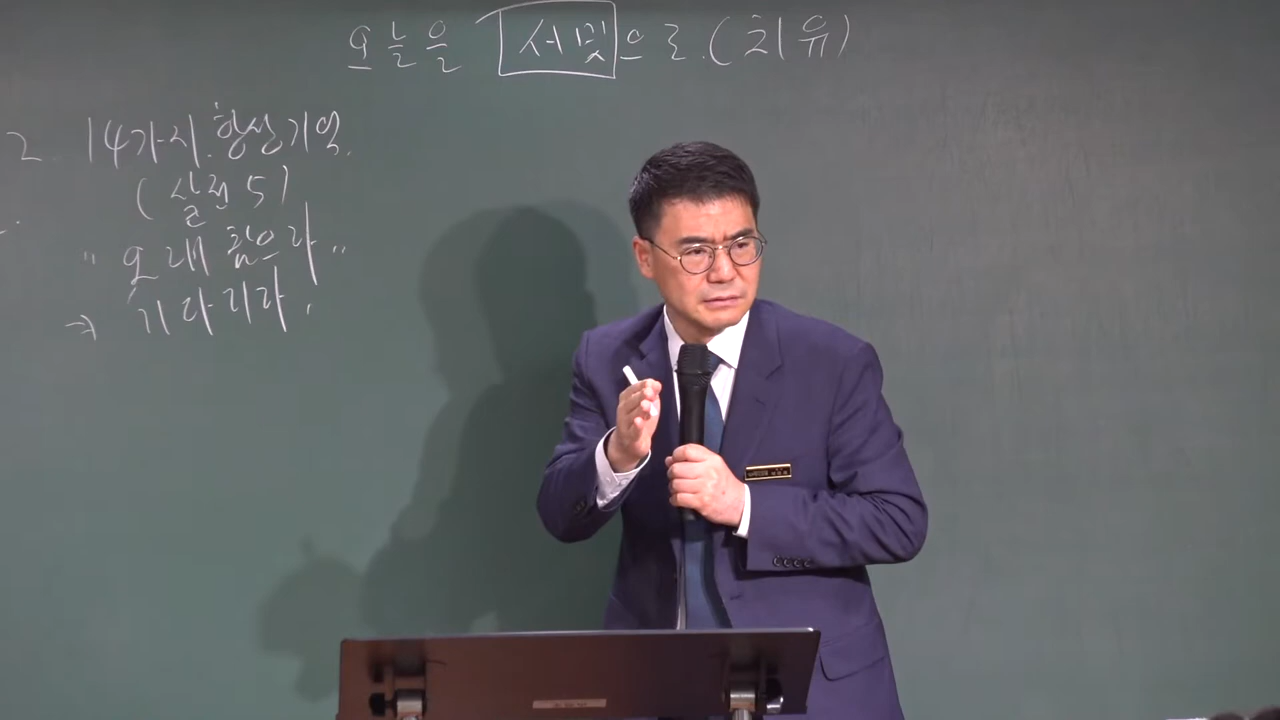 오늘을 서빛으로.(치유)
2. 14가지.항상기억.
(살전5)
"오래 참으라"
→ 기다리라.